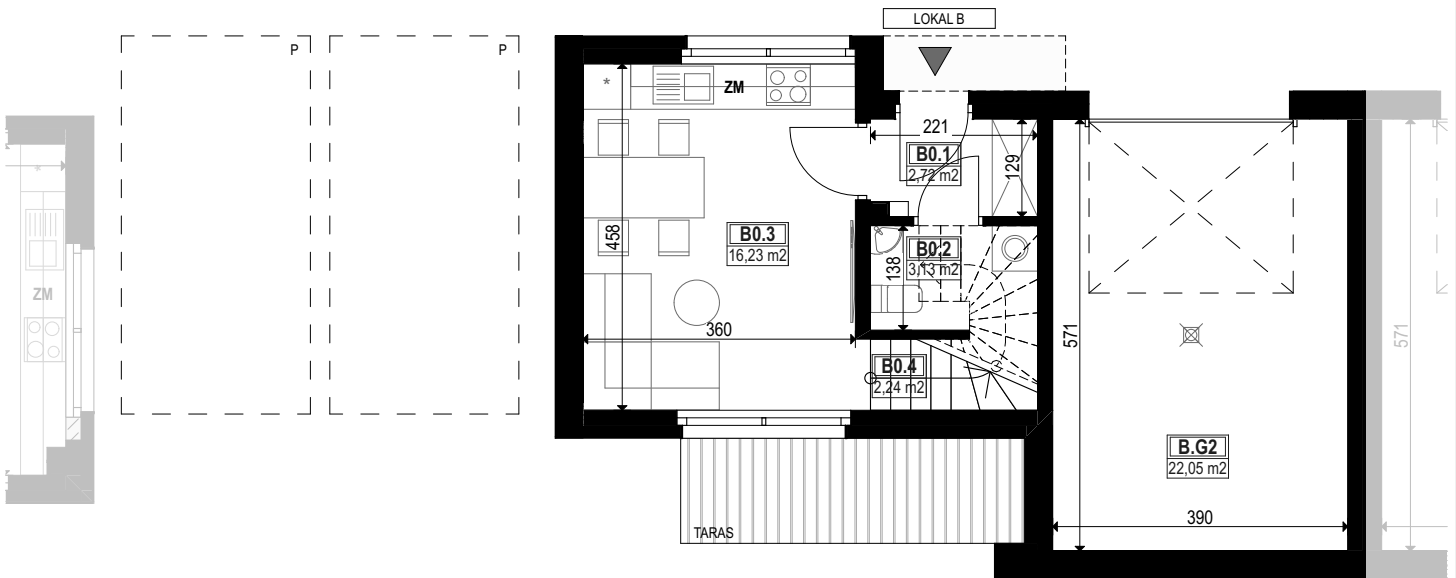 LOKAL B
P
P
*
ZM
221
B0.1
2,72 m2
129
B0.3
16,23 m2
458
B0.2
3,13 m2
138
360
B0.4
2,24 m2
571
B.G2
22,05 m2
390
TARAS
*
ZM
571